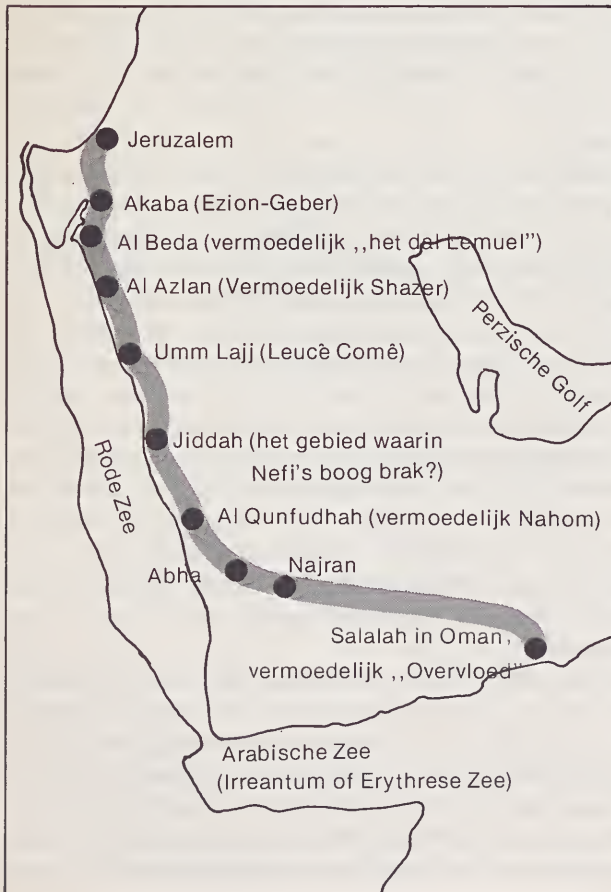 Jeruzalem
Akaba (Ezion-Geber)
Al Beda (vermoedelijk ,,het dal Lemuel")
Al Azlan (Vermoedelijk Shazer)
Perzische Golf
Umm Lajj (Leucè Comê)
Rode Zee
Jiddah (het gebied waarin
Nefi's boog brak?)
Al Qunfudhah (vermoedelijk Nahom)
Abha
Najran
Salalah in Oman,
vermoedelijk ,,Overvloed"
Arabische Zee
(Irreantum of Erythrese Zee)